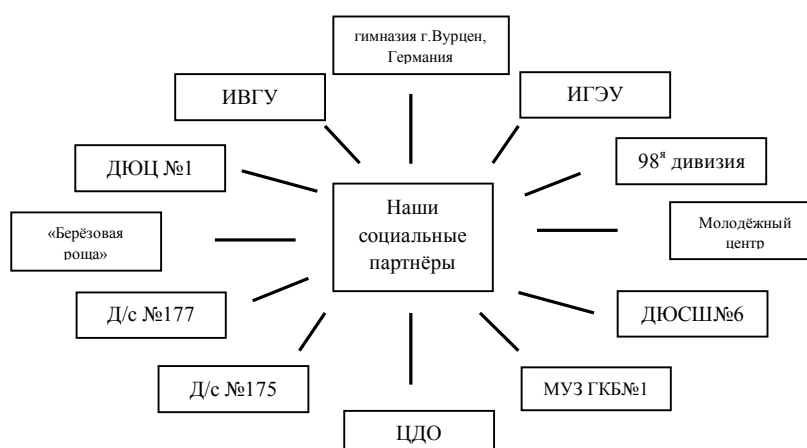 гимназия г.Вурцен,
Германия
ИВГУ
ИГЭУ
ДЮЦ №1
98я дивизия
Наши
социальные
партнёры
«Берёзовая
роща»
Молодёжный
центр
Д/с №177
ДЮСШ№6
Д/с №175
МУЗ ГКБ№1
ЦДО